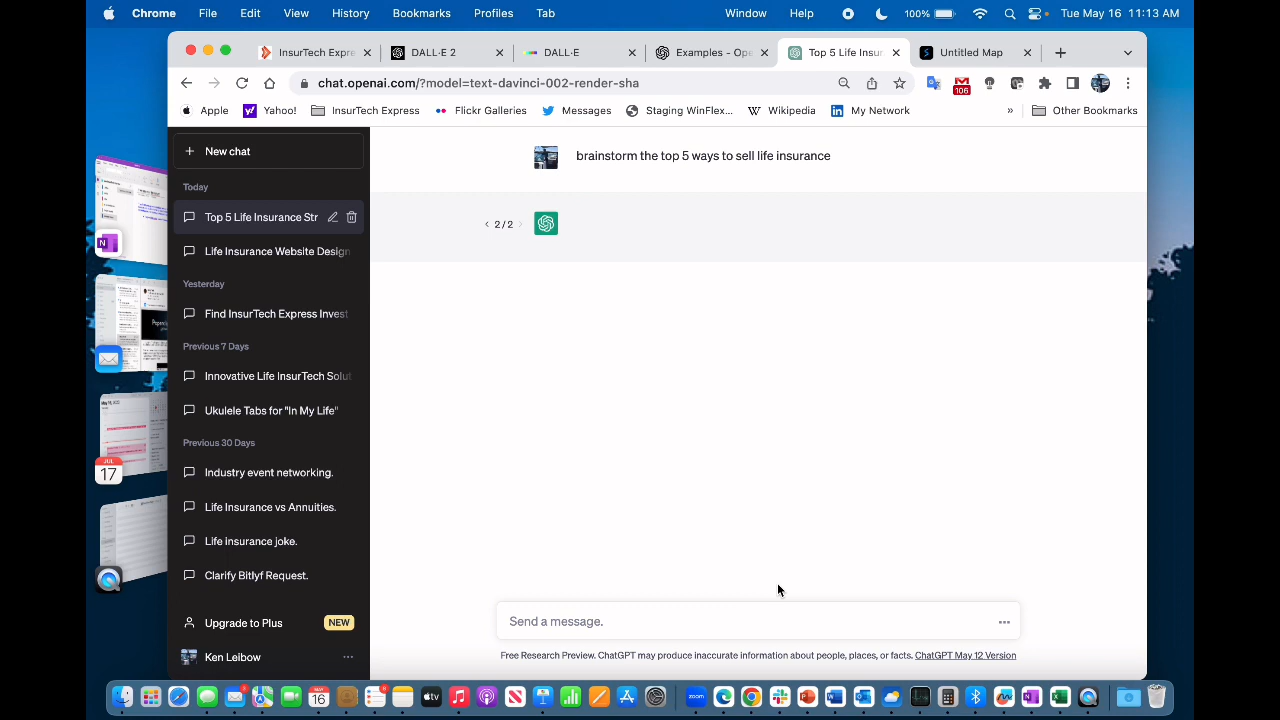 Chrome File Edit View History Bookmarks Profiles Tab Window Help 100% Tue May 16 11:13 AM
InsurTech Expre DALL·E 2 DALL·E Examples - Ope Top 5 Life Insur Untitled Map
chat.openai.com/?model=text-davinci-002-render-sha
106
Apple Yahoo! InsurTech Express Flickr Galleries Messages Staging WinFlex... Wikipedia My Network » Other Bookmarks
+ New chat
Today
Top 5 Life Insurance Str
Life Insurance Website Design
Yesterday
Find InsurTech Express Invest
Previous 7 Days
Innovative Life InsurTech Solut
Ukulele Tabs for "In My Life"
Previous 30 Days
Industry event networking.
Life Insurance vs Annuities.
Life insurance joke.
Clarify Bitlyf Request.
Upgrade to Plus NEW
Ken Leibow
brainstorm the top 5 ways to sell life insurance
2 / 2
Send a message.
Free Research Preview. ChatGPT may produce inaccurate information about people, places, or facts. ChatGPT May 12 Version
JUL
17